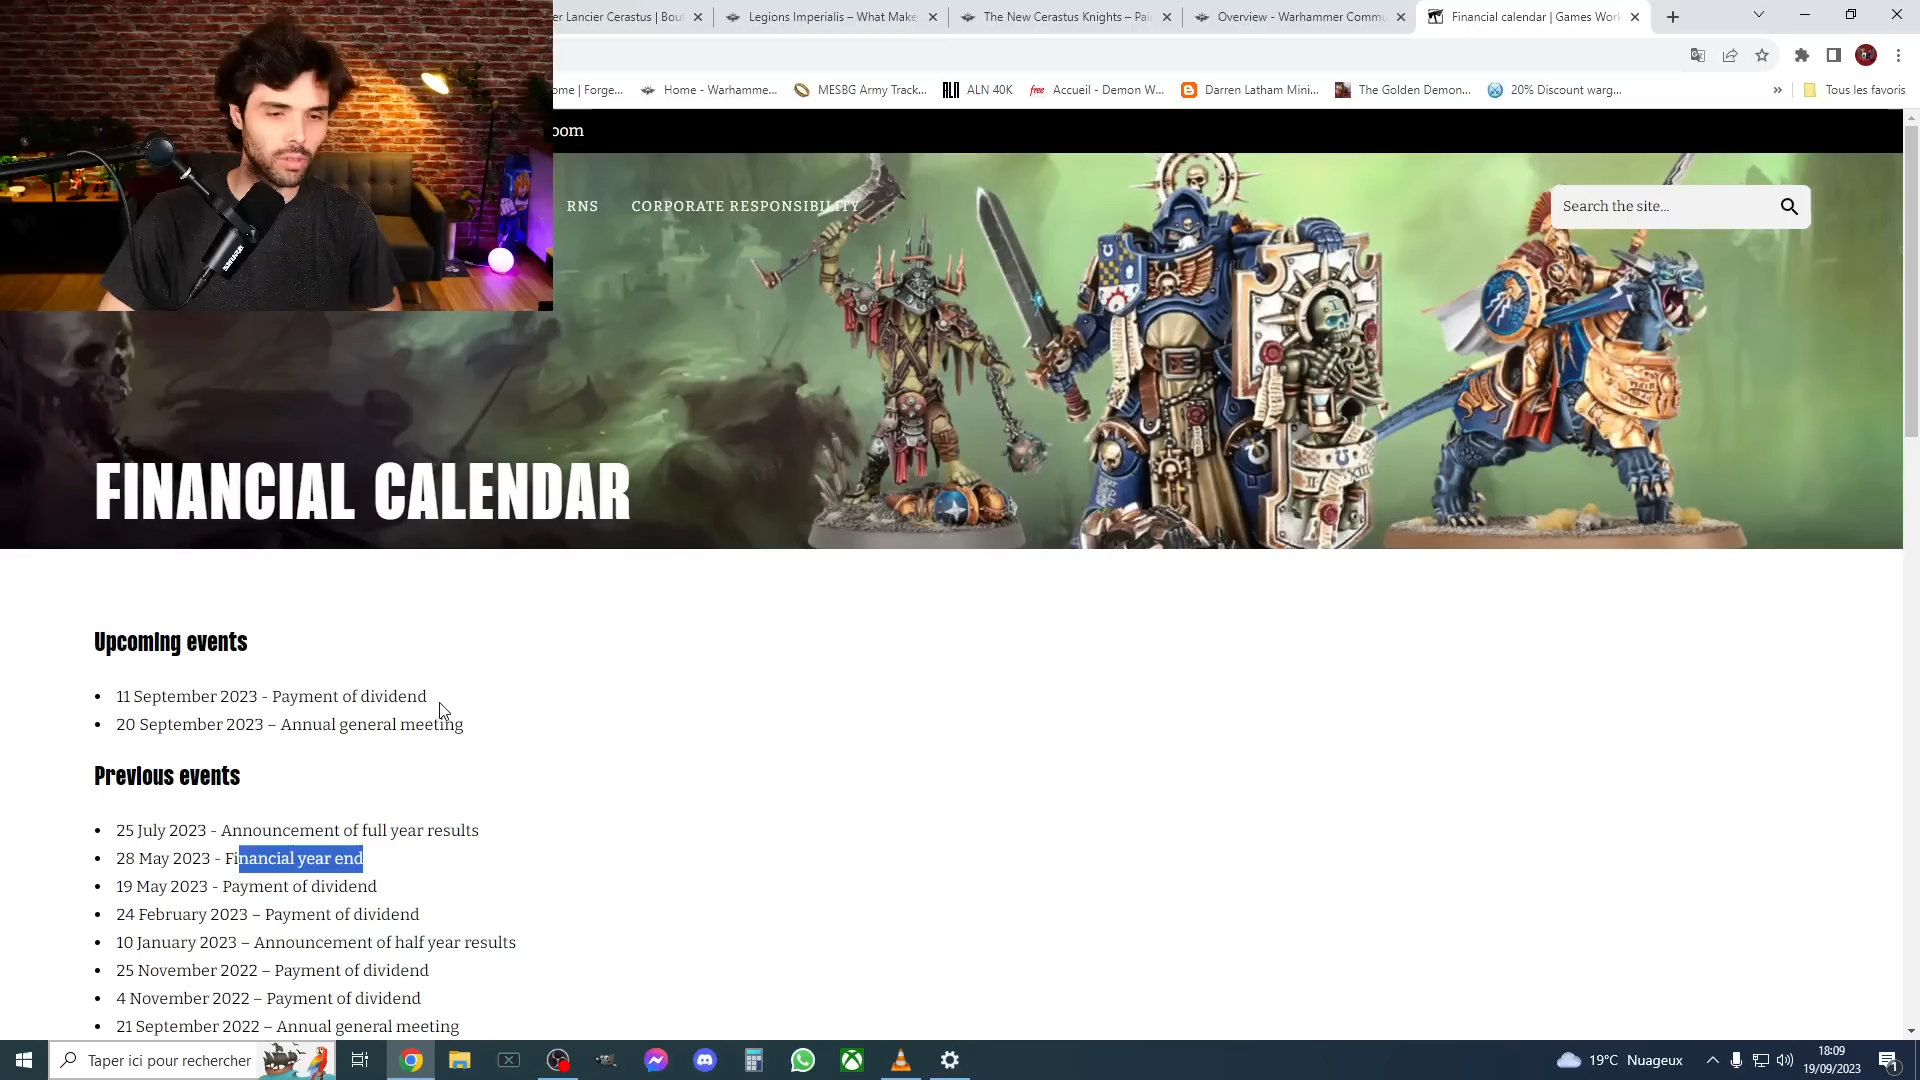 er Lancier Cerastus | Bou
Legions Imperialis – What Make
The New Cerastus Knights – Pai
Overview - Warhammer Commu
Financial calendar | Games Work
ome | Forge...
Home - Warhamme...
MESBG Army Track...
ALN 40K
free Accueil - Demon W...
Darren Latham Mini...
The Golden Demon...
20% Discount warg...
»
Tous les favoris
oom
RNS
CORPORATE RESPONSIBILITY
Search the site...
FINANCIAL CALENDAR
Upcoming events
• 11 September 2023 - Payment of dividend
• 20 September 2023 – Annual general meeting
Previous events
• 25 July 2023 - Announcement of full year results
• 28 May 2023 - Financial year end
• 19 May 2023 - Payment of dividend
• 24 February 2023 – Payment of dividend
• 10 January 2023 – Announcement of half year results
• 25 November 2022 – Payment of dividend
• 4 November 2022 – Payment of dividend
• 21 September 2022 – Annual general meeting
Taper ici pour rechercher
19°C Nuageux
18:09
19/09/2023
1